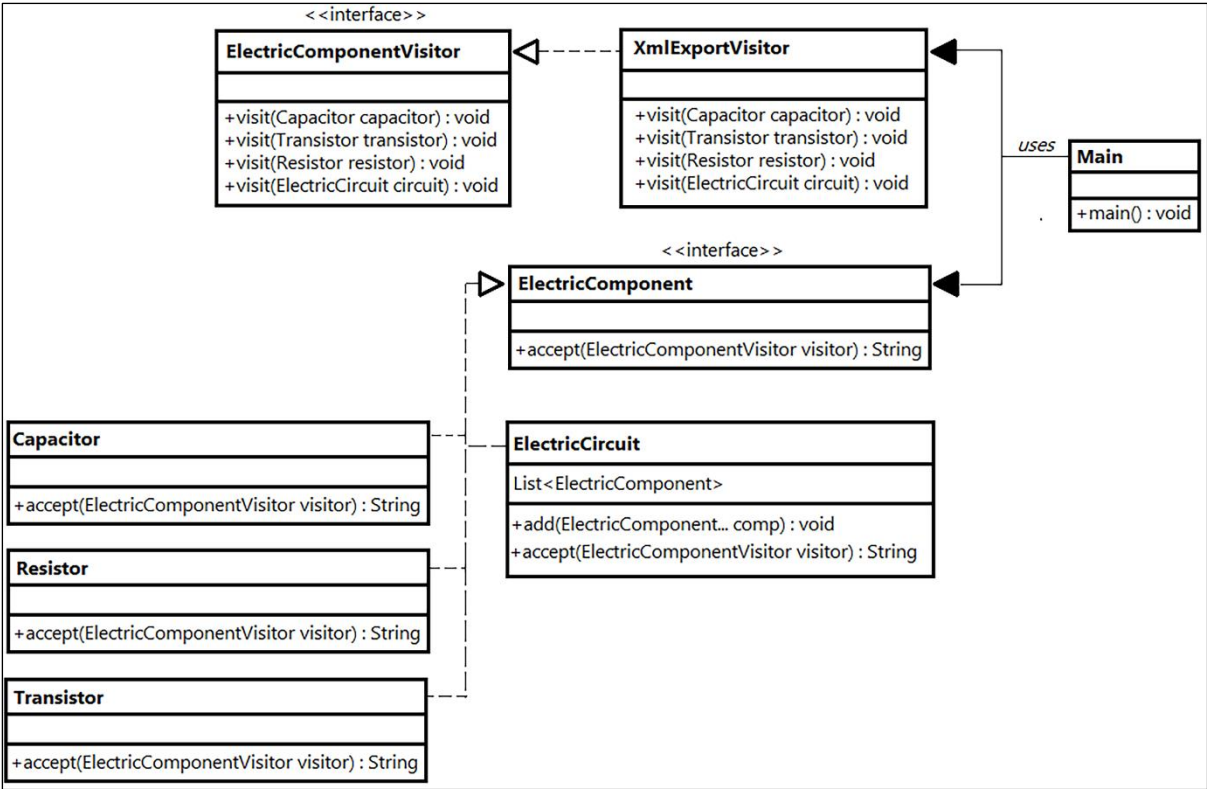 <<interface>>
ElectricComponentVisitor
+visit(Capacitor capacitor) : void
+visit(Transistor transistor) : void
+visit(Resistor resistor) : void
+visit(ElectricCircuit circuit) : void
XmlExportVisitor
+visit(Capacitor capacitor) : void
+visit(Transistor transistor) : void
+visit(Resistor resistor) : void
+visit(ElectricCircuit circuit) : void
uses
Main
+main() : void
<<interface>>
ElectricComponent
+accept(ElectricComponentVisitor visitor) : String
Capacitor
+accept(ElectricComponentVisitor visitor) : String
ElectricCircuit
List<ElectricComponent>
+add(ElectricComponent... comp) : void
+accept(ElectricComponentVisitor visitor) : String
Resistor
+accept(ElectricComponentVisitor visitor) : String
Transistor
+accept(ElectricComponentVisitor visitor) : String